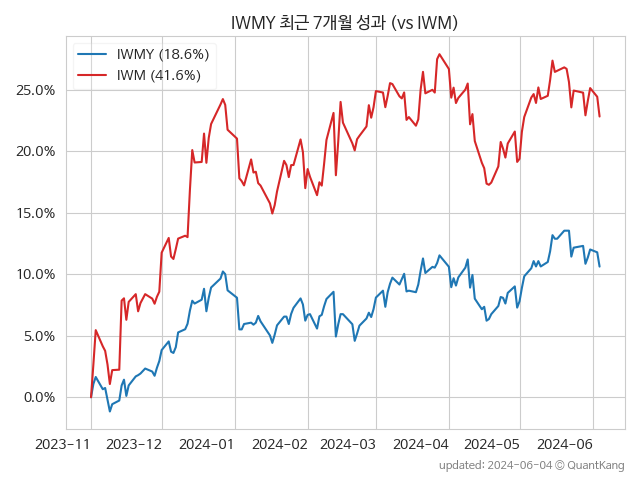 IWMY 최근 7개월 성과 (vs IWM)
IWMY (18.6%)
IWM (41.6%)
25.0%
20.0%
15.0%
10.0%
5.0%
0.0%
2023-11 2023-12 2024-01 2024-02 2024-03 2024-04 2024-05 2024-06
updated: 2024-06-04 © QuantKang